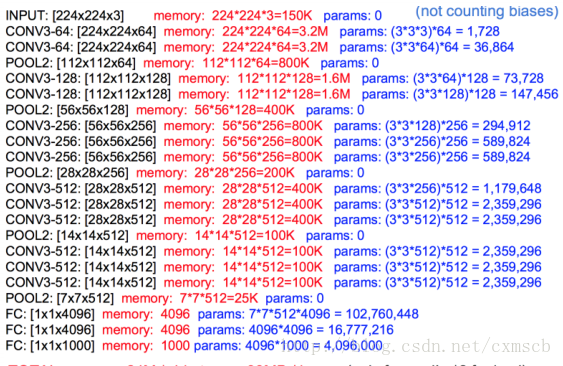 (not counting biases)
INPUT: [224x224x3] memory: 224*224*3=150K params: 0
CONV3-64: [224x224x64] memory: 224*224*64=3.2M params: (3*3*3)*64 = 1,728
CONV3-64: [224x224x64] memory: 224*224*64=3.2M params: (3*3*64)*64 = 36,864
POOL2: [112x112x64] memory: 112*112*64=800K params: 0
CONV3-128: [112x112x128] memory: 112*112*128=1.6M params: (3*3*64)*128 = 73,728
CONV3-128: [112x112x128] memory: 112*112*128=1.6M params: (3*3*128)*128 = 147,456
POOL2: [56x56x128] memory: 56*56*128=400K params: 0
CONV3-256: [56x56x256] memory: 56*56*256=800K params: (3*3*128)*256 = 294,912
CONV3-256: [56x56x256] memory: 56*56*256=800K params: (3*3*256)*256 = 589,824
CONV3-256: [56x56x256] memory: 56*56*256=800K params: (3*3*256)*256 = 589,824
POOL2: [28x28x256] memory: 28*28*256=200K params: 0
CONV3-512: [28x28x512] memory: 28*28*512=400K params: (3*3*256)*512 = 1,179,648
CONV3-512: [28x28x512] memory: 28*28*512=400K params: (3*3*512)*512 = 2,359,296
CONV3-512: [28x28x512] memory: 28*28*512=400K params: (3*3*512)*512 = 2,359,296
POOL2: [14x14x512] memory: 14*14*512=100K params: 0
CONV3-512: [14x14x512] memory: 14*14*512=100K params: (3*3*512)*512 = 2,359,296
CONV3-512: [14x14x512] memory: 14*14*512=100K params: (3*3*512)*512 = 2,359,296
CONV3-512: [14x14x512] memory: 14*14*512=100K params: (3*3*512)*512 = 2,359,296
POOL2: [7x7x512] memory: 7*7*512=25K params: 0
FC: [1x1x4096] memory: 4096 params: 7*7*512*4096 = 102,760,448
FC: [1x1x4096] memory: 4096 params: 4096*4096 = 16,777,216
FC: [1x1x1000] memory: 1000 params: 4096*1000 = 4,096,000
csdn.net/cxmscb